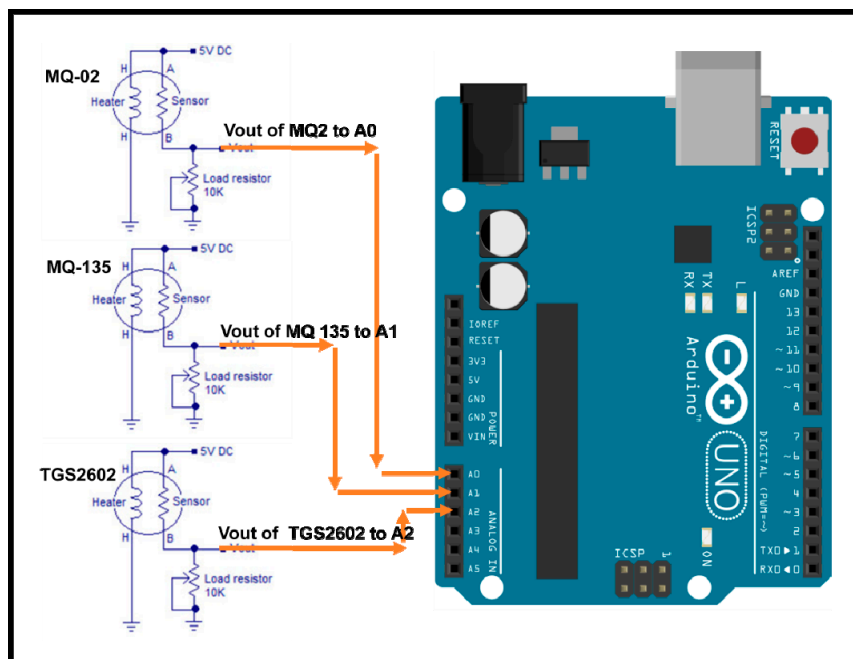 5V DC
MQ-02
H
A
Heater
Sensor
H
B
Vout of MQ2 to A0
Vout
Load resistor
10K
5V DC
MQ-135
H
A
Heater
Sensor
H
B
Vout of MQ 135 to A1
Vout
Load resistor
10K
5V DC
TGS2602
H
A
Heater
Sensor
H
B
Vout of TGS2602 to A2
Vout
Load resistor
10K
RESET
ICSP2
IOREF
RESET
3V3
5V
GND
GND
VIN
POWER
A0
A1
A2
A3
A4
A5
ANALOG IN
RX
TX
L
Arduino
TM
UNO
ON
ICSP
1
AREF
GND
13
12
~11
~10
~9
8
7
~6
~5
4
~3
2
TX0▶1
RX0◀0
DIGITAL (PWM=~)